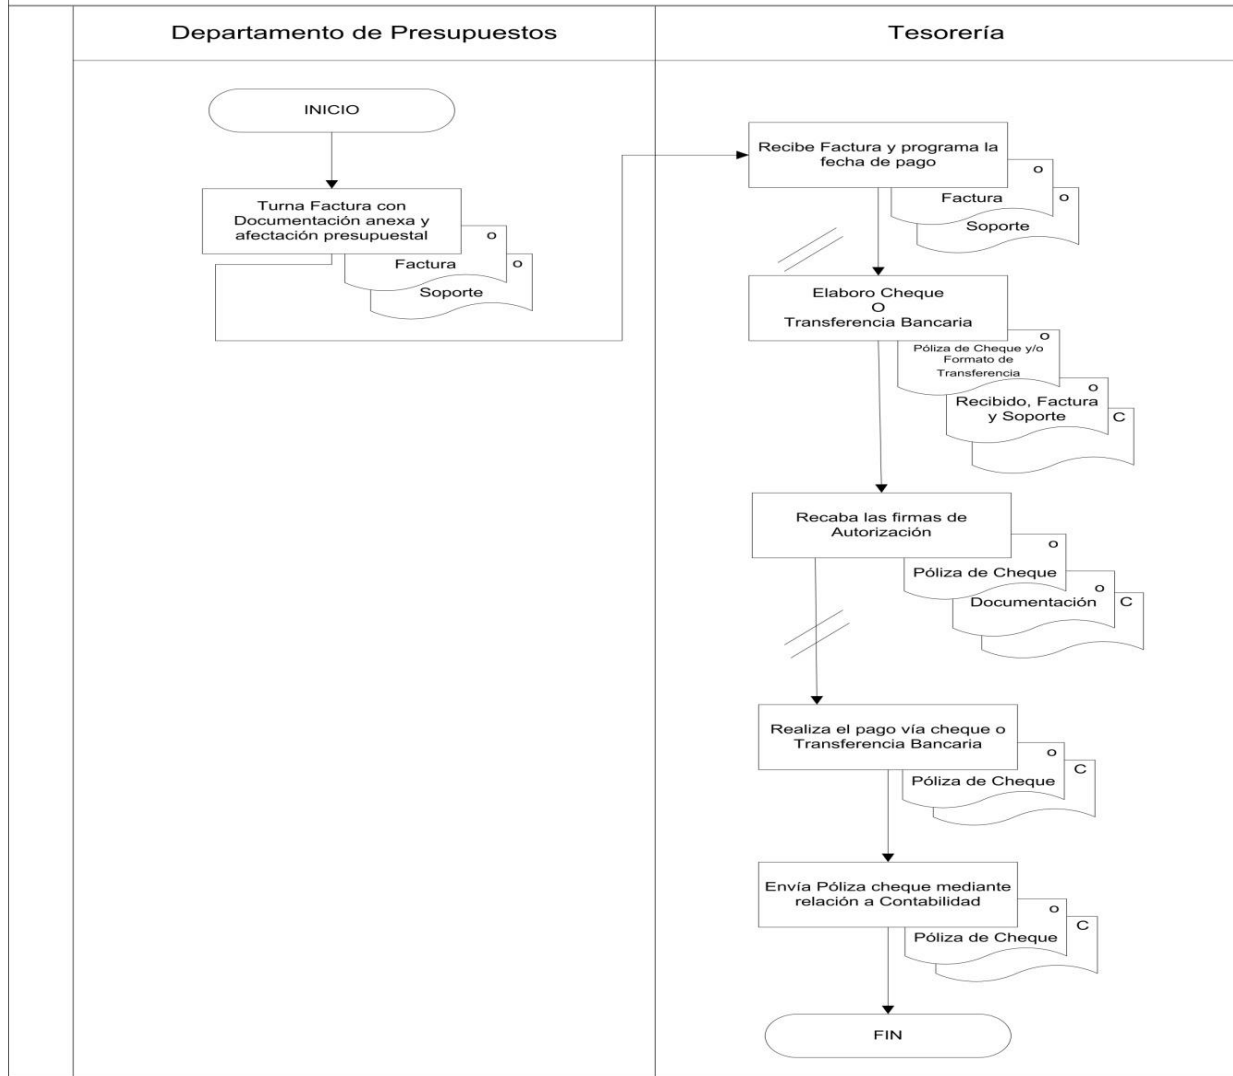 Departamento de Presupuestos
Tesorería
INICIO
Turna Factura con
Documentación anexa y
afectación presupuestal
o
Factura
o
Soporte
Recibe Factura y programa la
fecha de pago
o
Factura
o
Soporte
Elaboro Cheque
O
Transferencia Bancaria
o
Póliza de Cheque y/o
Formato de
Transferencia
o
Recibido, Factura
y Soporte
C
Recaba las firmas de
Autorización
o
Póliza de Cheque
o
Documentación
C
Realiza el pago vía cheque o
Transferencia Bancaria
o
Póliza de Cheque
C
Envía Póliza cheque mediante
relación a Contabilidad
o
Póliza de Cheque
C
FIN